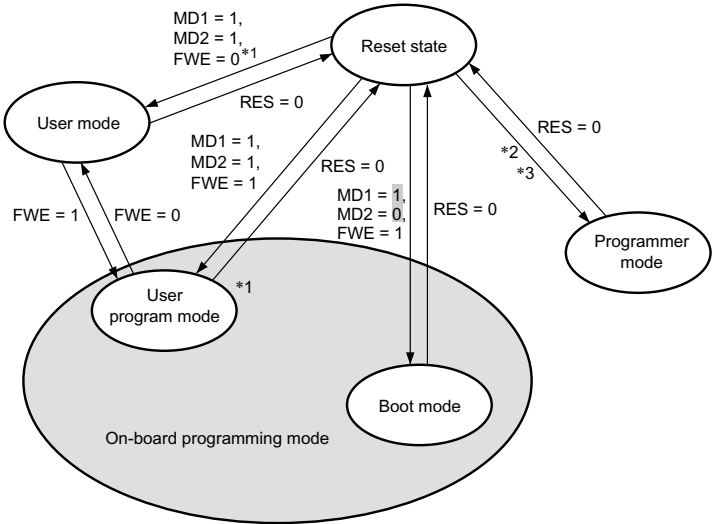 MD1 = 1,
MD2 = 1,
FWE = 0*1
Reset state
RES = 0
User mode
MD1 = 1,
MD2 = 1,
FWE = 1
RES = 0
RES = 0
*2
*3
MD1 = 1,
MD2 = 0,
FWE = 1
RES = 0
FWE = 1
FWE = 0
Programmer
mode
User
program mode
*1
Boot mode
On-board programming mode